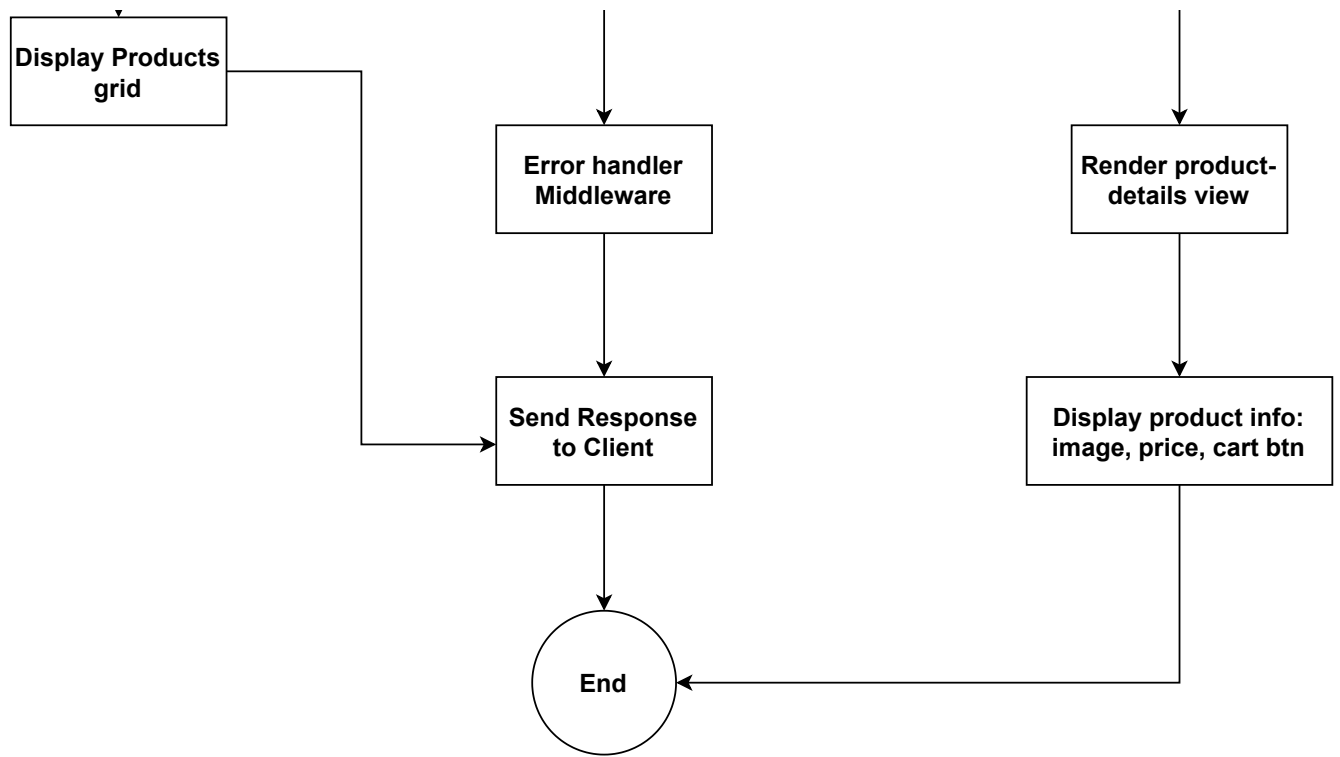 Display Products
grid
Error handler
Middleware
Render product-
details view
Send Response
to Client
Display product info:
image, price, cart btn
End